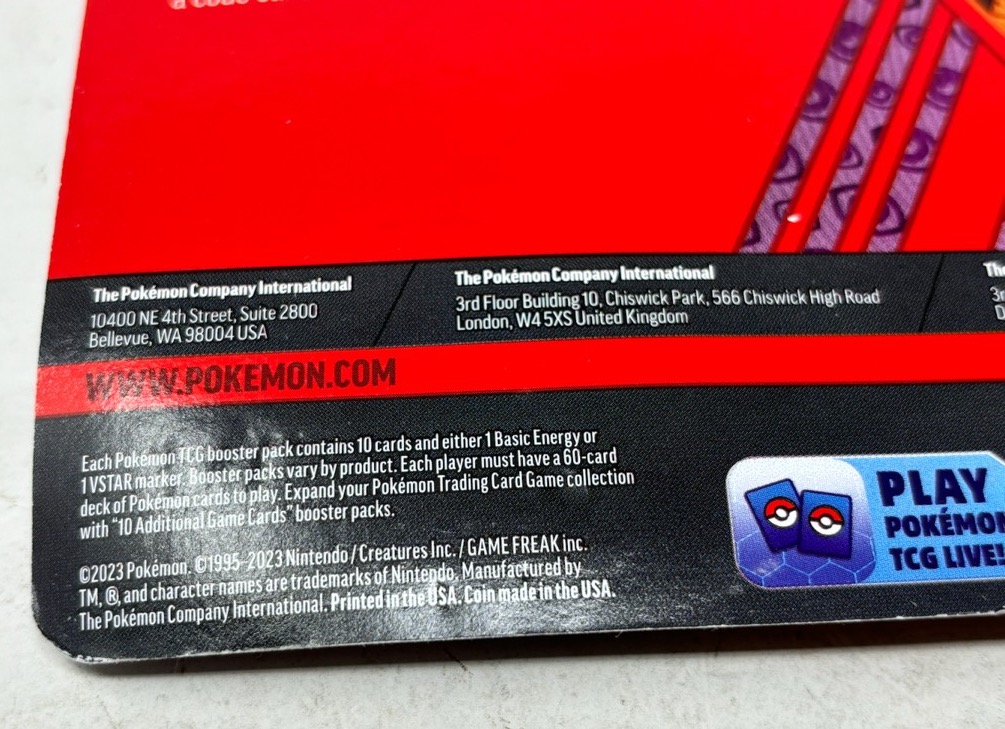 The Pokémon Company International
10400 NE 4th Street, Suite 2800
Bellevue, WA 98004 USA
The Pokémon Company International
3rd Floor Building 10, Chiswick Park, 566 Chiswick High Road
London, W4 5XS United Kingdom
WWW.POKEMON.COM
Each Pokémon TCG booster pack contains 10 cards and either 1 Basic Energy or
1 VSTAR marker. Booster packs vary by product. Each player must have a 60-card
deck of Pokémon cards to play. Expand your Pokémon Trading Card Game collection
with "10 Additional Game Cards" booster packs.
©2023 Pokémon. ©1995–2023 Nintendo / Creatures Inc. / GAME FREAK inc.
TM, ®, and character names are trademarks of Nintendo. Manufactured by
The Pokémon Company International. Printed in the USA. Coin made in the USA.
PLAY
POKÉMO
TCG LIVE!